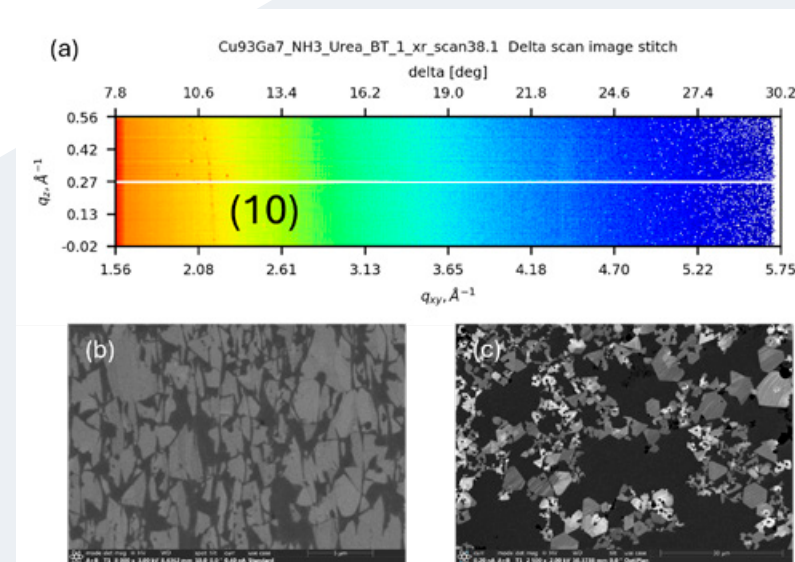 (a)
Cu93Ga7_NH3_Urea_BT_1_xr_scan38.1 Delta scan image stitch
delta [deg]
7.8 10.6 13.4 16.2 19.0 21.8 24.6 27.4 30.2
0.56
0.42
0.27
0.13
-0.02
qz, Å⁻¹
(10)
1.56 2.08 2.61 3.13 3.65 4.18 4.70 5.22 5.75
qxy, Å⁻¹
(b)
(c)